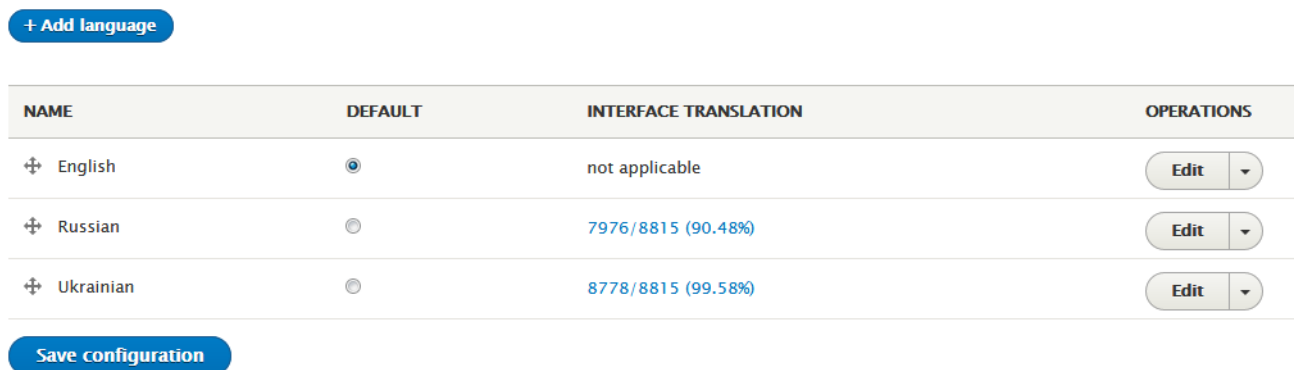 + Add language
NAME DEFAULT INTERFACE TRANSLATION OPERATIONS
English not applicable Edit
Russian 7976/8815 (90.48%) Edit
Ukrainian 8778/8815 (99.58%) Edit
Save configuration